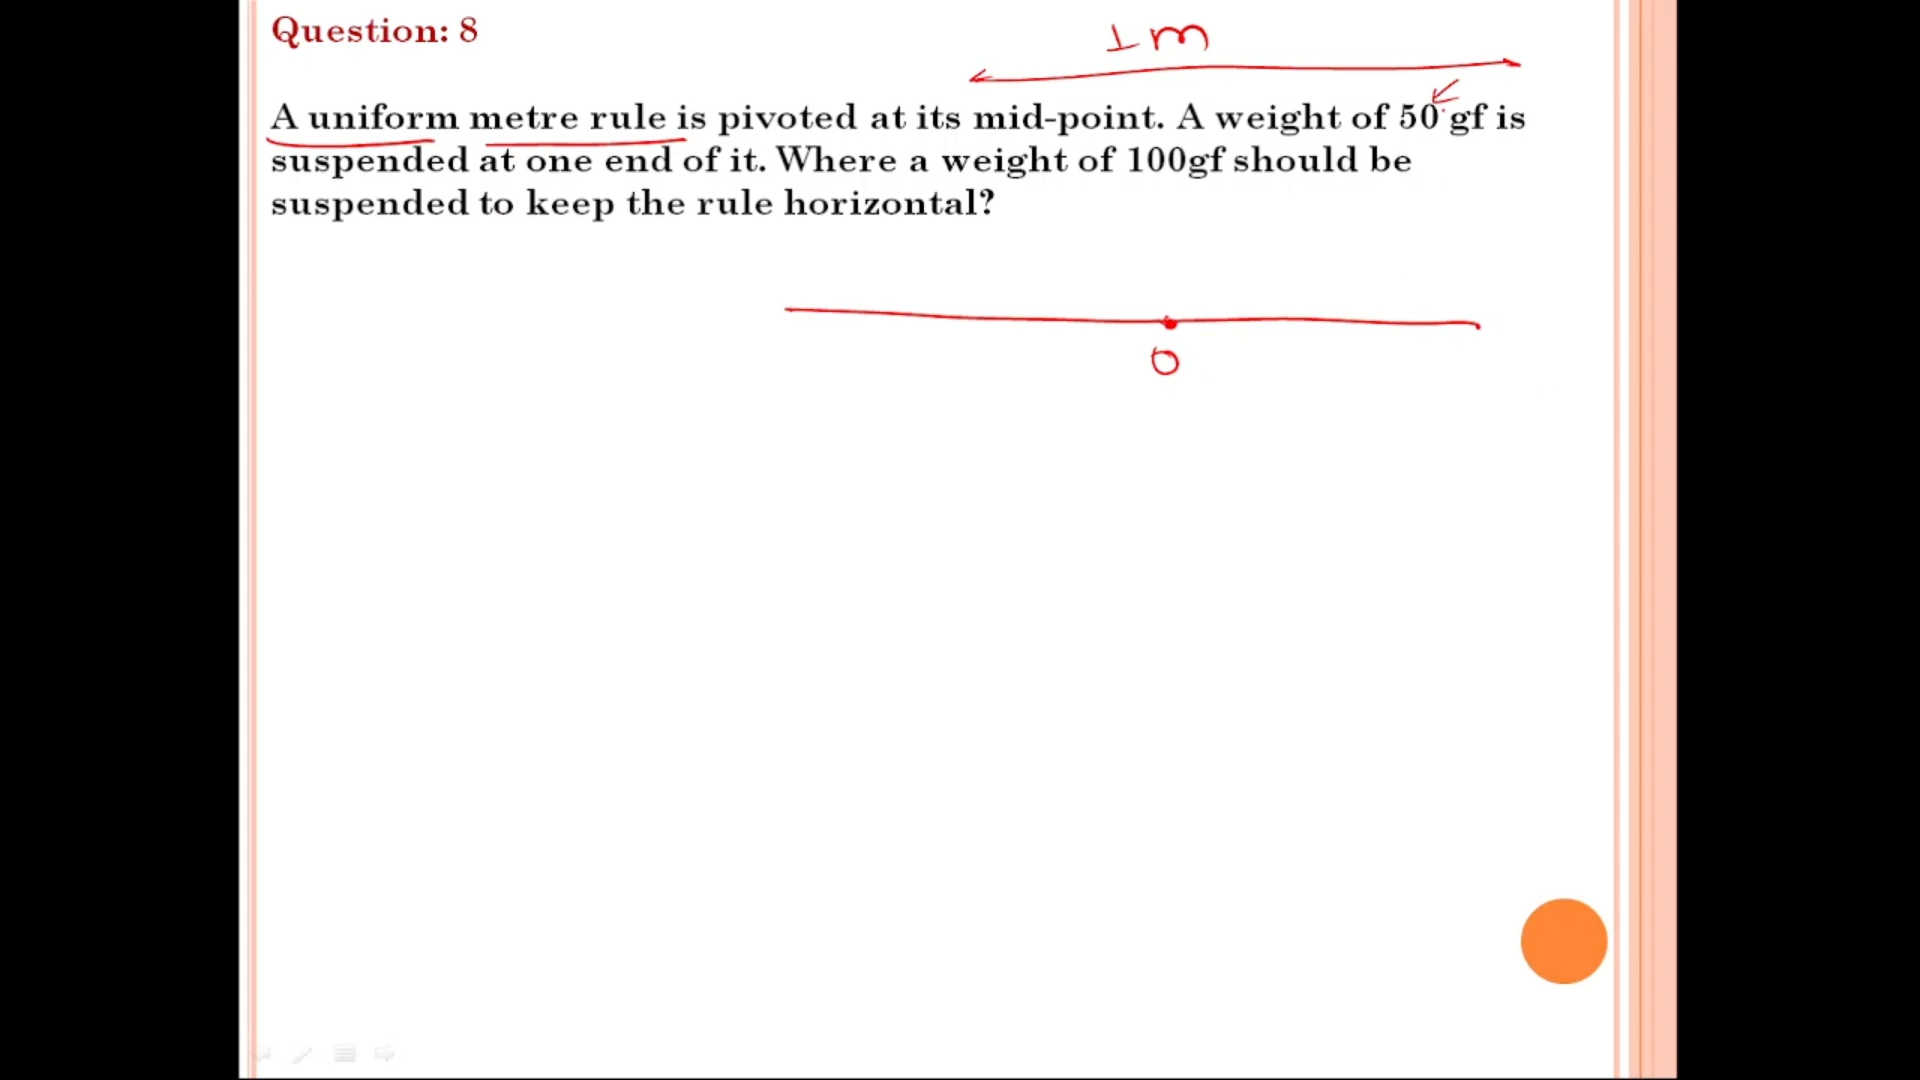 Question: 8
1 m
A uniform metre rule is pivoted at its mid-point. A weight of 50 gf is
suspended at one end of it. Where a weight of 100gf should be
suspended to keep the rule horizontal?
O